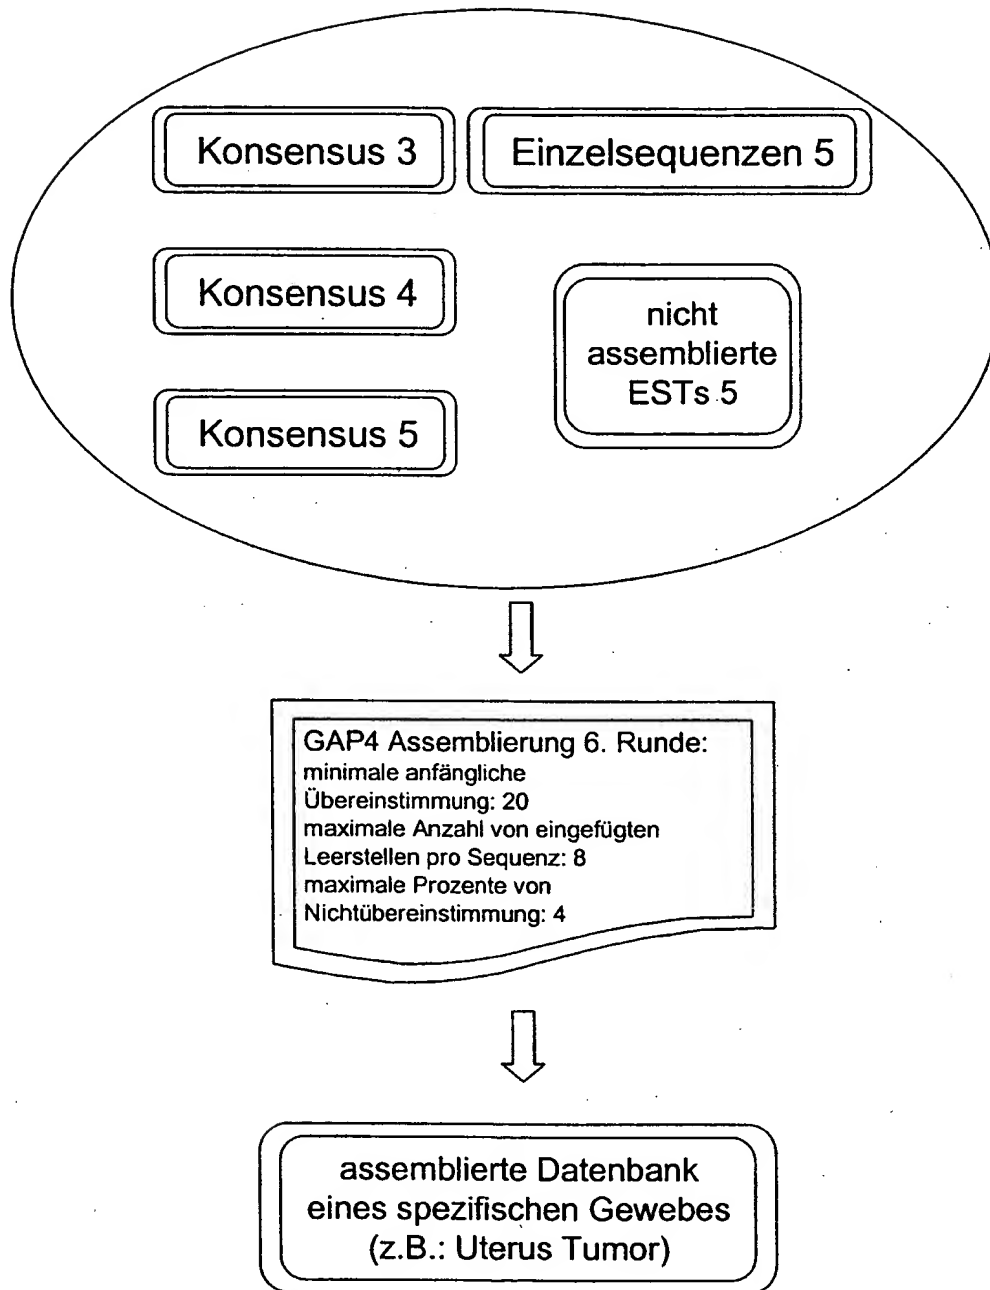 Konsensus 3
Einzelsequenzen 5
Konsensus 4
nicht
assemblierte
ESTs 5
Konsensus 5
GAP4 Assemblierung 6. Runde:
minimale anfängliche
Übereinstimmung: 20
maximale Anzahl von eingefügten
Leerstellen pro Sequenz: 8
maximale Prozente von
Nichtübereinstimmung: 4
assemblierte Datenbank
eines spezifischen Gewebes
(z.B.: Uterus Tumor)